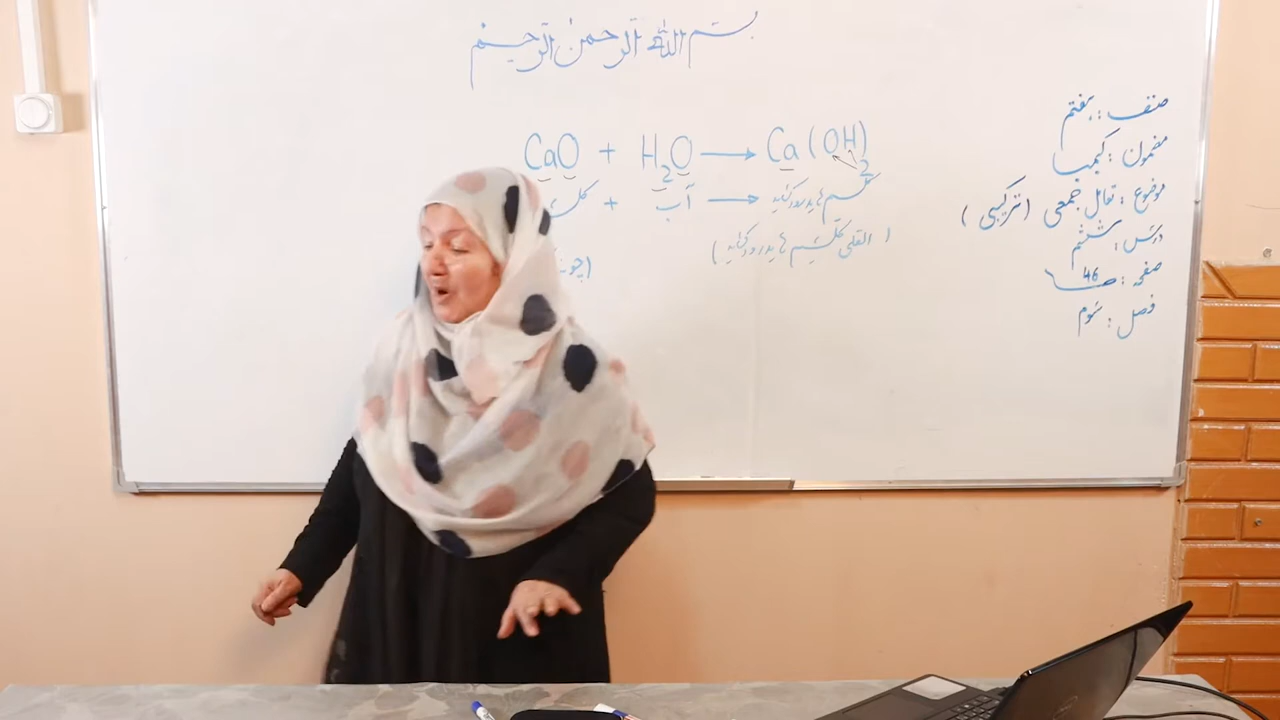 بسم الله الرحمن الرحیم
صنف: هفتم
مضمون: کیمیا
موضوع: تعامل جمعی (ترکیبی)
درس: ششم
صفحه: 46
فصل: سوم
CaO + H2O → Ca(OH)2
+ آب → کلسیم هایدروکساید
(القلی کلسیم هایدروکساید)